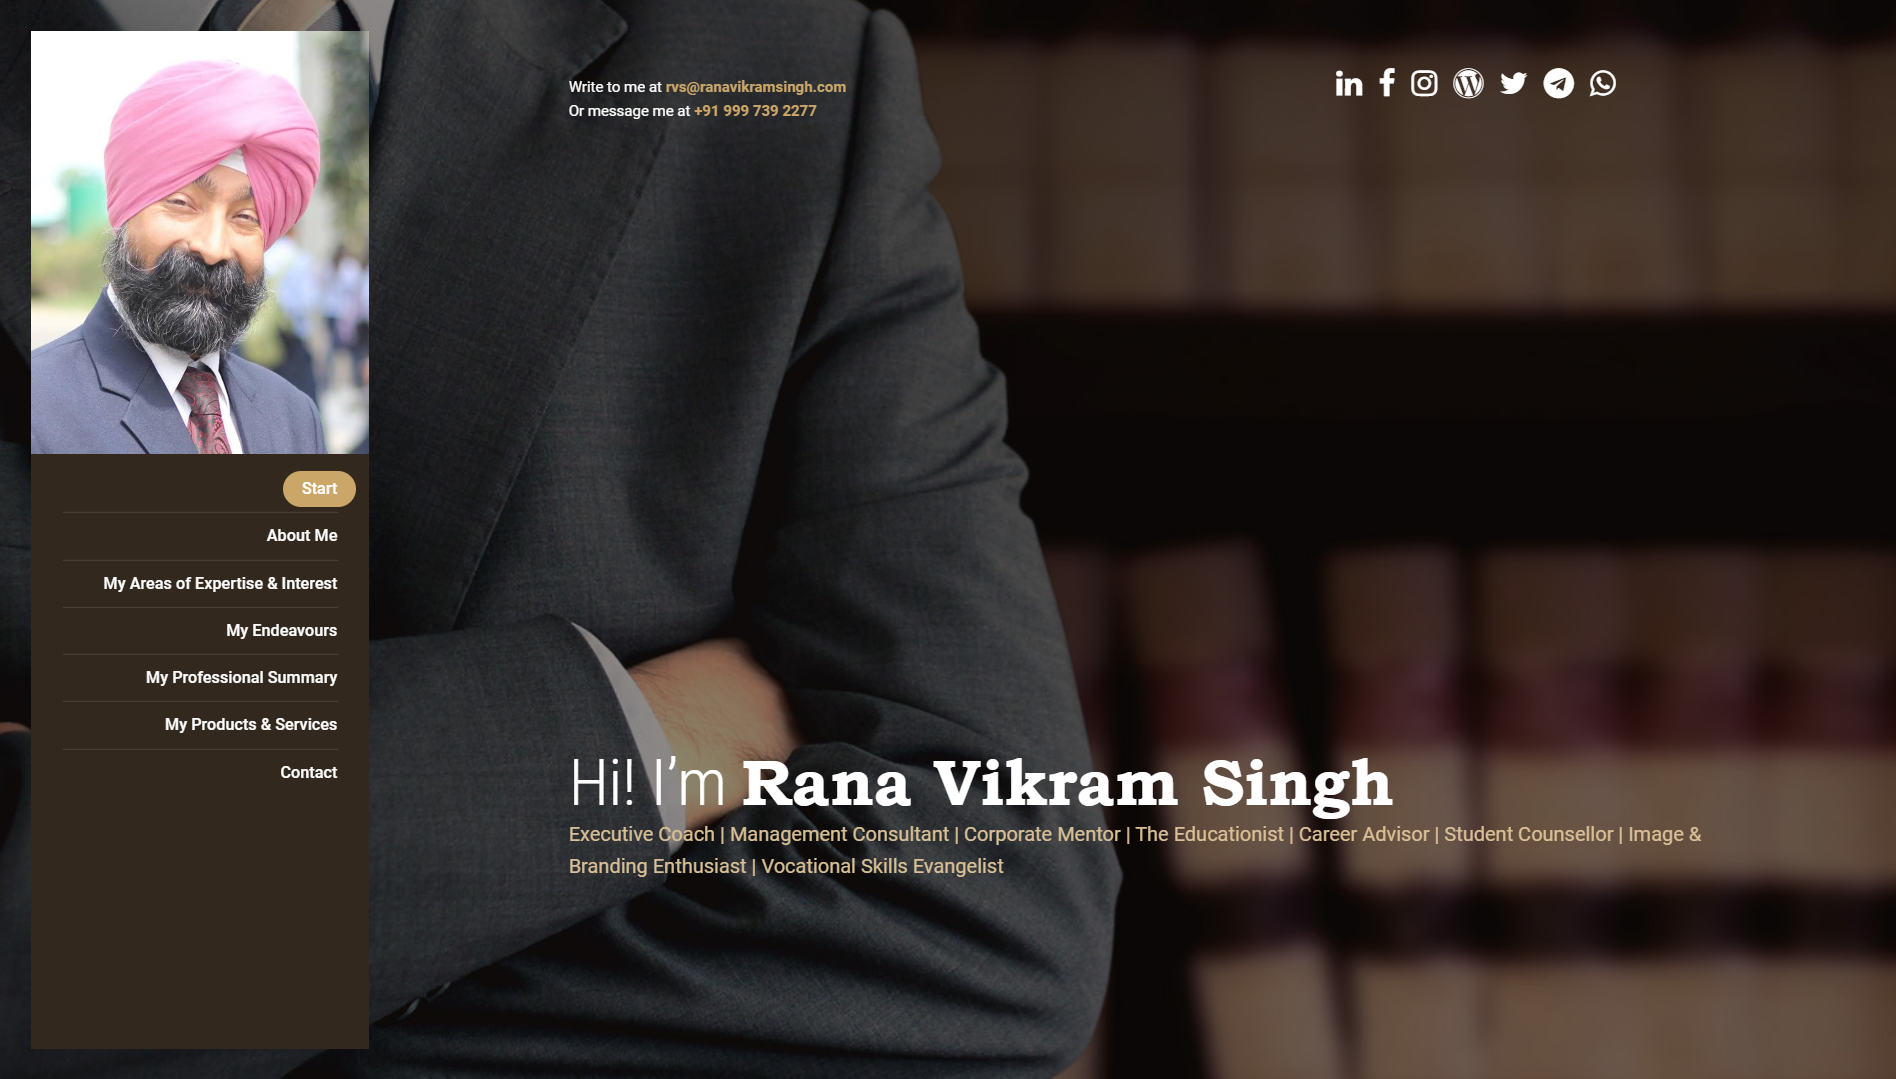 Write to me at rvs@ranavikramsingh.com
Or message me at +91 999 739 2277
Start
About Me
My Areas of Expertise & Interest
My Endeavours
My Professional Summary
My Products & Services
Contact
Hi! I'm Rana Vikram Singh
Executive Coach | Management Consultant | Corporate Mentor | The Educationist | Career Advisor | Student Counsellor | Image &
Branding Enthusiast | Vocational Skills Evangelist